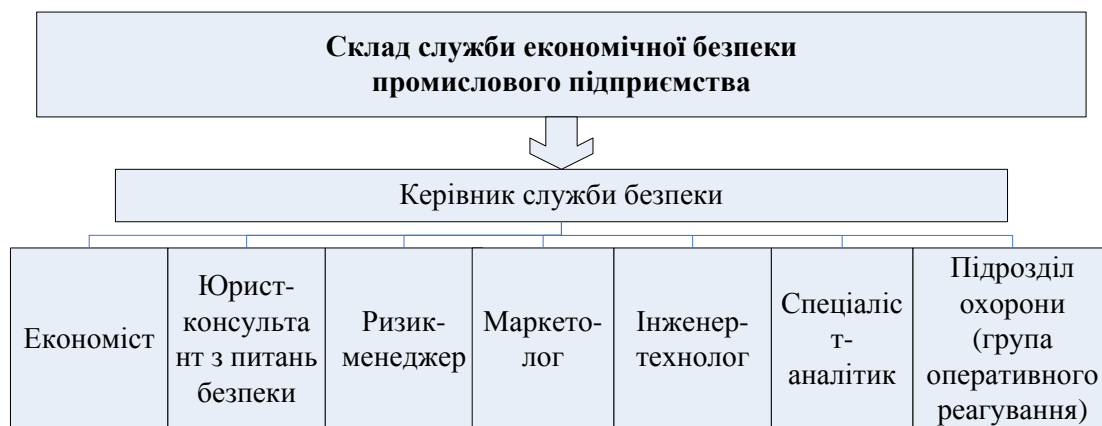 Склад служби економічної безпеки
промислового підприємства
Керівник служби безпеки
Економіст
Юрист-
консульта
нт з питань
безпеки
Ризик-
менеджер
Маркето-
лог
Інженер-
технолог
Спеціаліс
т-
аналітик
Підрозділ
охорони
(група
оперативного
реагування)